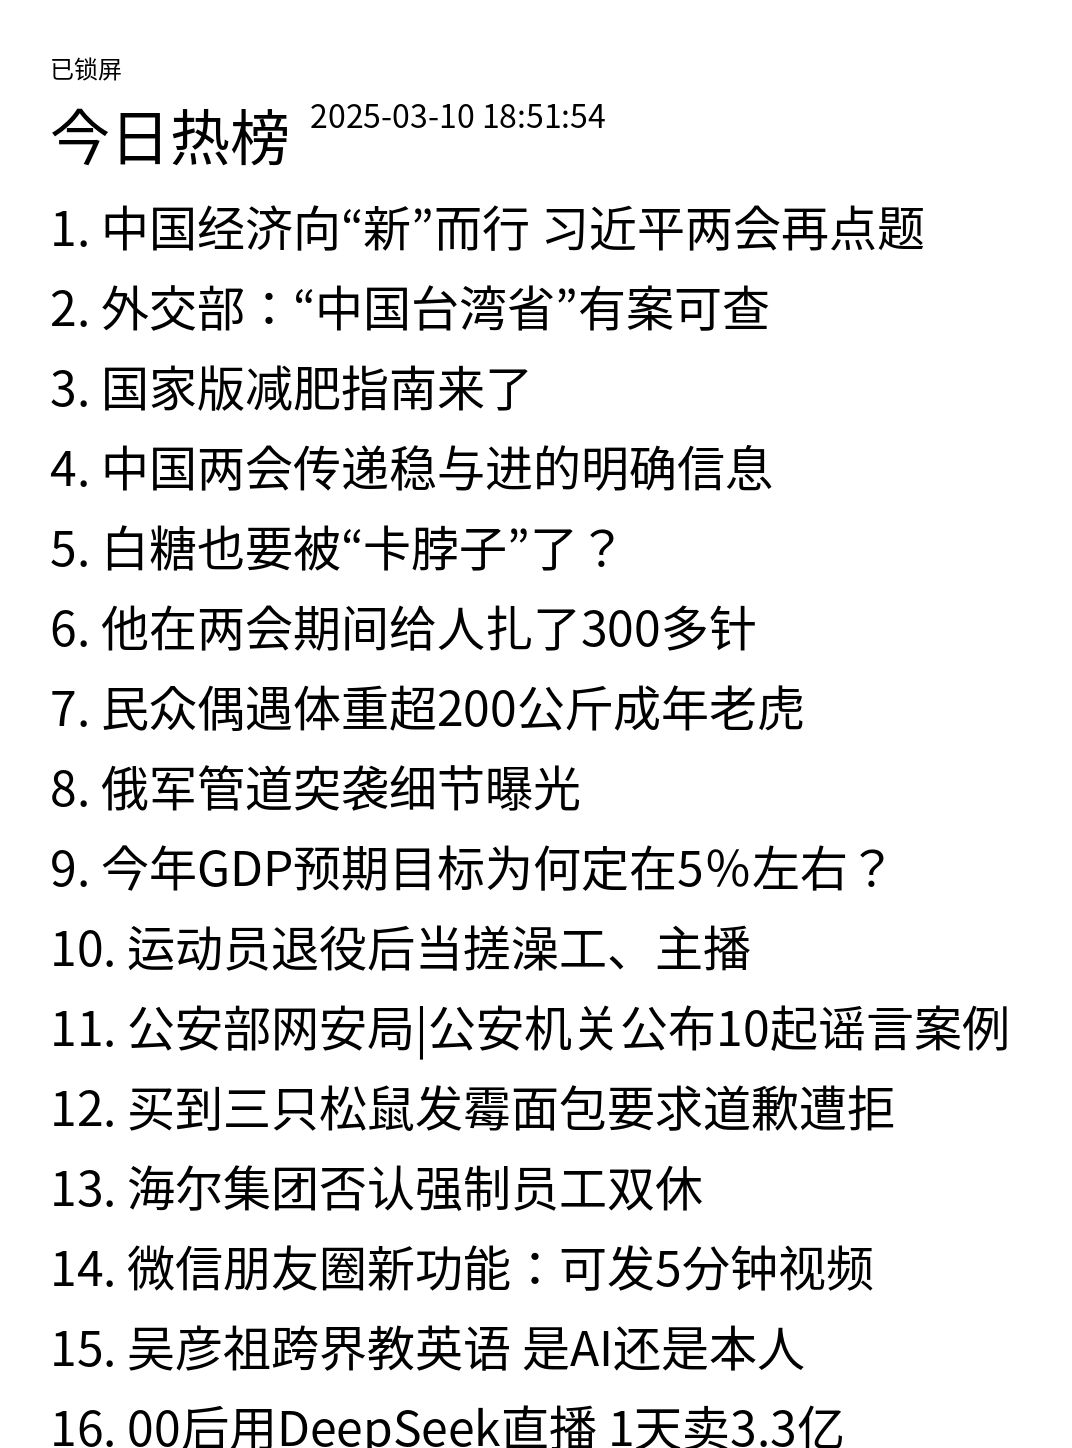 已锁屏
今日热榜 2025-03-10 18:51:54
1. 中国经济向“新”而行 习近平两会再点题
2. 外交部：“中国台湾省”有案可查
3. 国家版减肥指南来了
4. 中国两会传递稳与进的明确信息
5. 白糖也要被“卡脖子”了？
6. 他在两会期间给人扎了300多针
7. 民众偶遇体重超200公斤成年老虎
8. 俄军管道突袭细节曝光
9. 今年GDP预期目标为何定在5%左右？
10. 运动员退役后当搓澡工、主播
11. 公安部网安局|公安机关公布10起谣言案例
12. 买到三只松鼠发霉面包要求道歉遭拒
13. 海尔集团否认强制员工双休
14. 微信朋友圈新功能：可发5分钟视频
15. 吴彦祖跨界教英语 是AI还是本人
16. 00后用DeepSeek直播 1天卖3.3亿